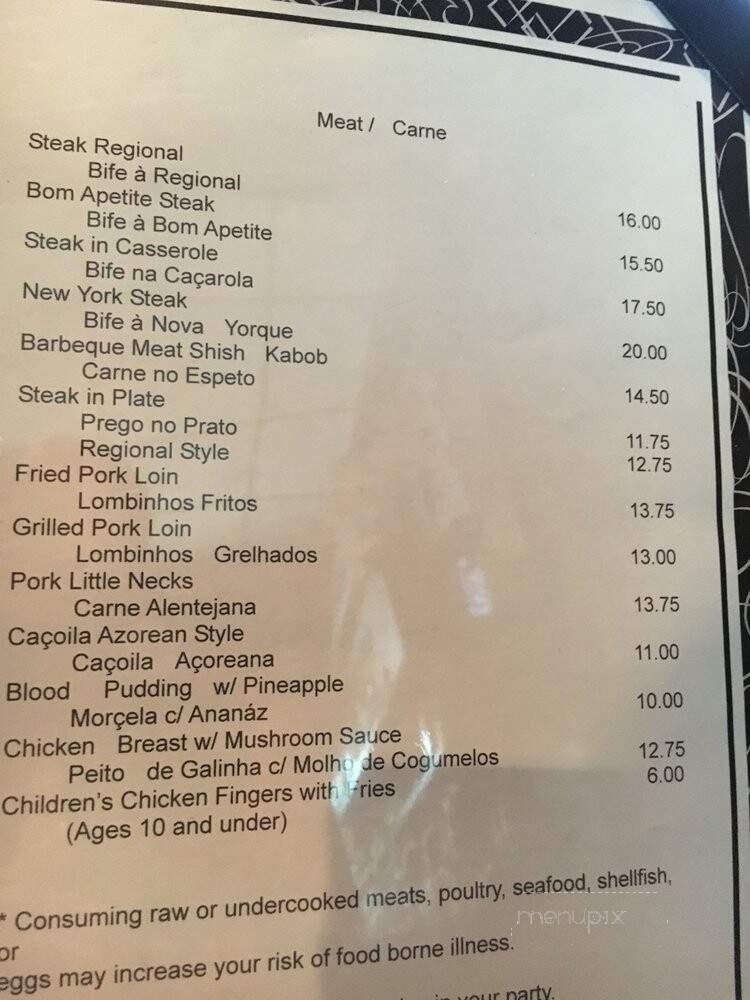 Meat / Carne
Steak Regional
Bife à Regional 16.00
Bom Apetite Steak
Bife à Bom Apetite 15.50
Steak in Casserole
Bife na Caçarola 17.50
New York Steak
Bife à Nova Yorque 20.00
Barbeque Meat Shish Kabob
Carne no Espeto 14.50
Steak in Plate
Prego no Prato 11.75
Regional Style 12.75
Fried Pork Loin
Lombinhos Fritos 13.75
Grilled Pork Loin
Lombinhos Grelhados 13.00
Pork Little Necks
Carne Alentejana 13.75
Caçoila Azorean Style
Caçoila Açoreana 11.00
Blood Pudding w/ Pineapple
Morçela c/ Ananáz 10.00
Chicken Breast w/ Mushroom Sauce
Peito de Galinha c/ Molho de Cogumelos 12.75
Children's Chicken Fingers with Fries 6.00
(Ages 10 and under)
* Consuming raw or undercooked meats, poultry, seafood, shellfish,
or
eggs may increase your risk of food borne illness.
in your party.
menupix